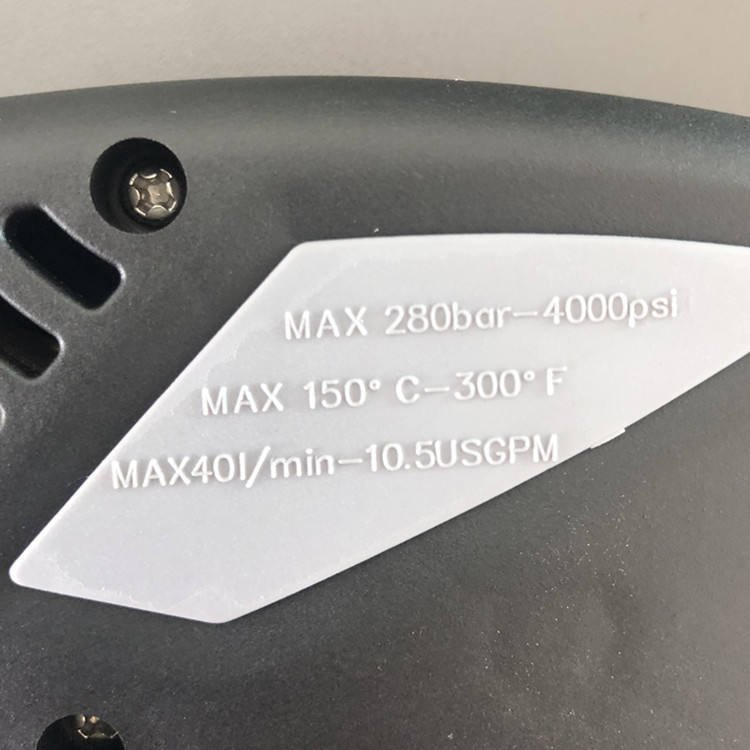 MAX 280bar-4000psi
MAX 150° C-300° F
MAX40l/min-10.5USGPM